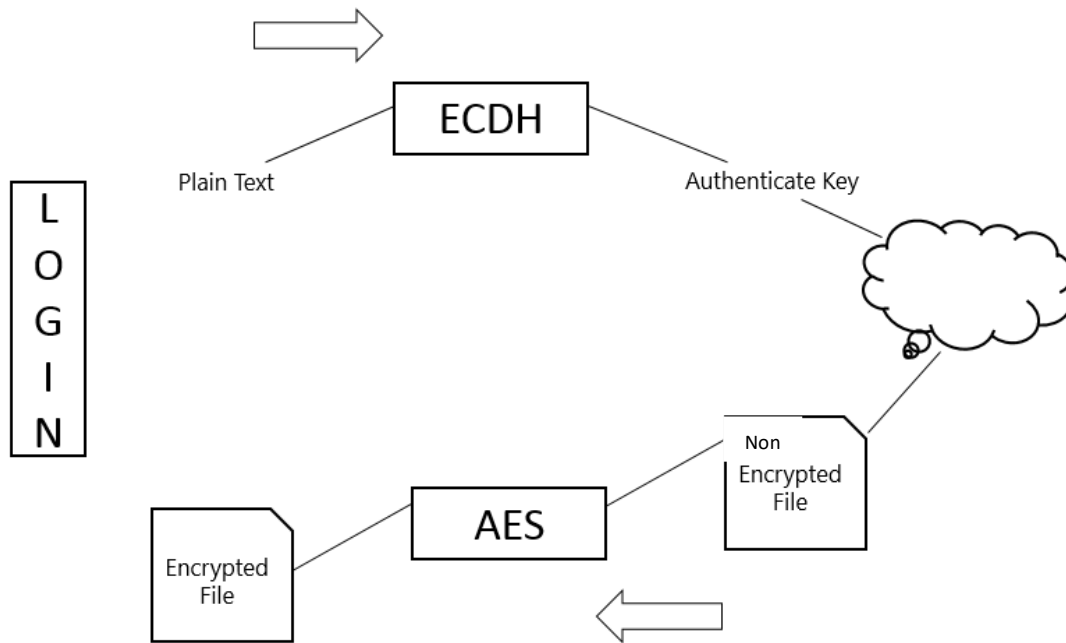 ECDH
Plain Text
Authenticate Key
L
O
G
I
N
Non
Encrypted
File
AES
Encrypted
File